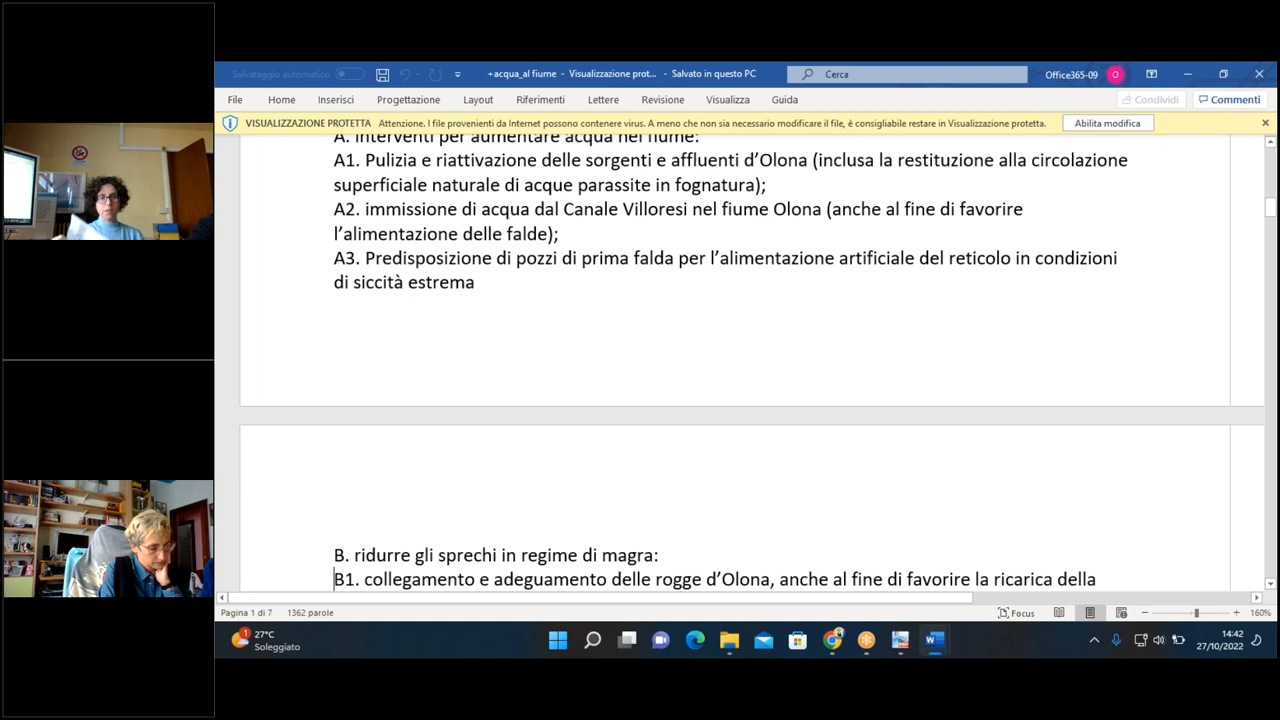 Salvataggio automatico
+acqua_al fiume - Visualizzazione prot... - Salvato in questo PC
Cerca
Office365-09
O
File Home Inserisci Progettazione Layout Riferimenti Lettere Revisione Visualizza Guida
Condividi
Commenti
VISUALIZZAZIONE PROTETTA Attenzione. I file provenienti da Internet possono contenere virus. A meno che non sia necessario modificare il file, è consigliabile restare in Visualizzazione protetta.
Abilita modifica
A. interventi per aumentare acqua nel fiume:
A1. Pulizia e riattivazione delle sorgenti e affluenti d’Olona (inclusa la restituzione alla circolazione
superficiale naturale di acque parassite in fognatura);
A2. immissione di acqua dal Canale Villoresi nel fiume Olona (anche al fine di favorire
l’alimentazione delle falde);
A3. Predisposizione di pozzi di prima falda per l’alimentazione artificiale del reticolo in condizioni
di siccità estrema
B. ridurre gli sprechi in regime di magra:
B1. collegamento e adeguamento delle rogge d’Olona, anche al fine di favorire la ricarica della
Pagina 1 di 7 1362 parole
Focus
160%
1
27°C
Soleggiato
14:42
27/10/2022